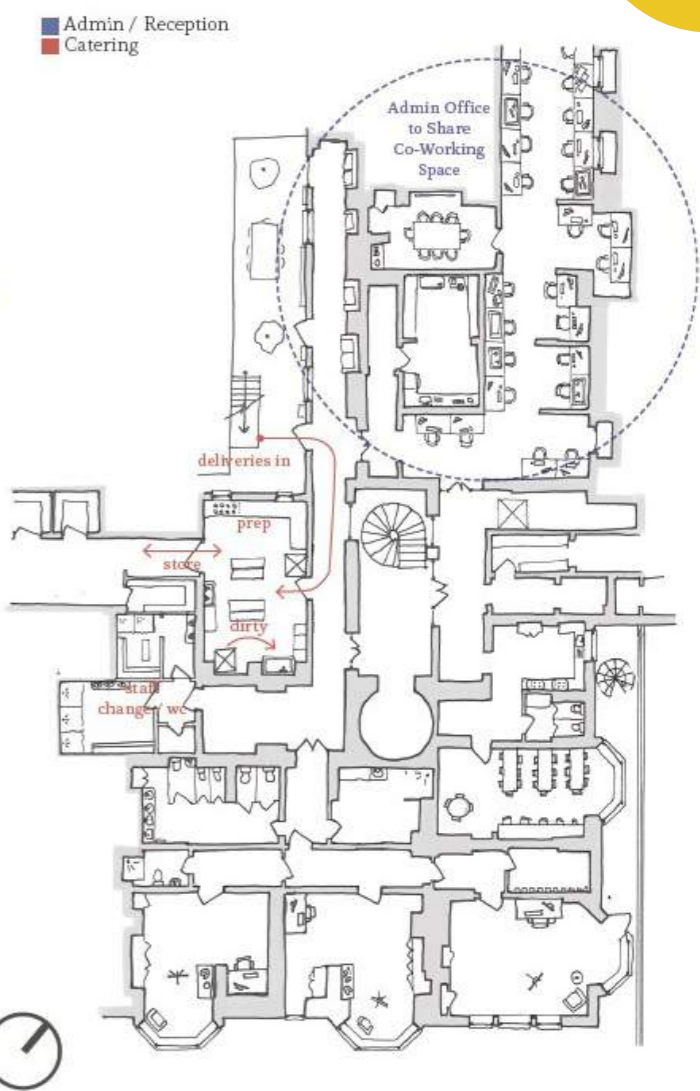 Admin / Reception
Catering
Admin Office
to Share
Co-Working
Space
deliveries in
prep
store
dirty
staff
change / wc